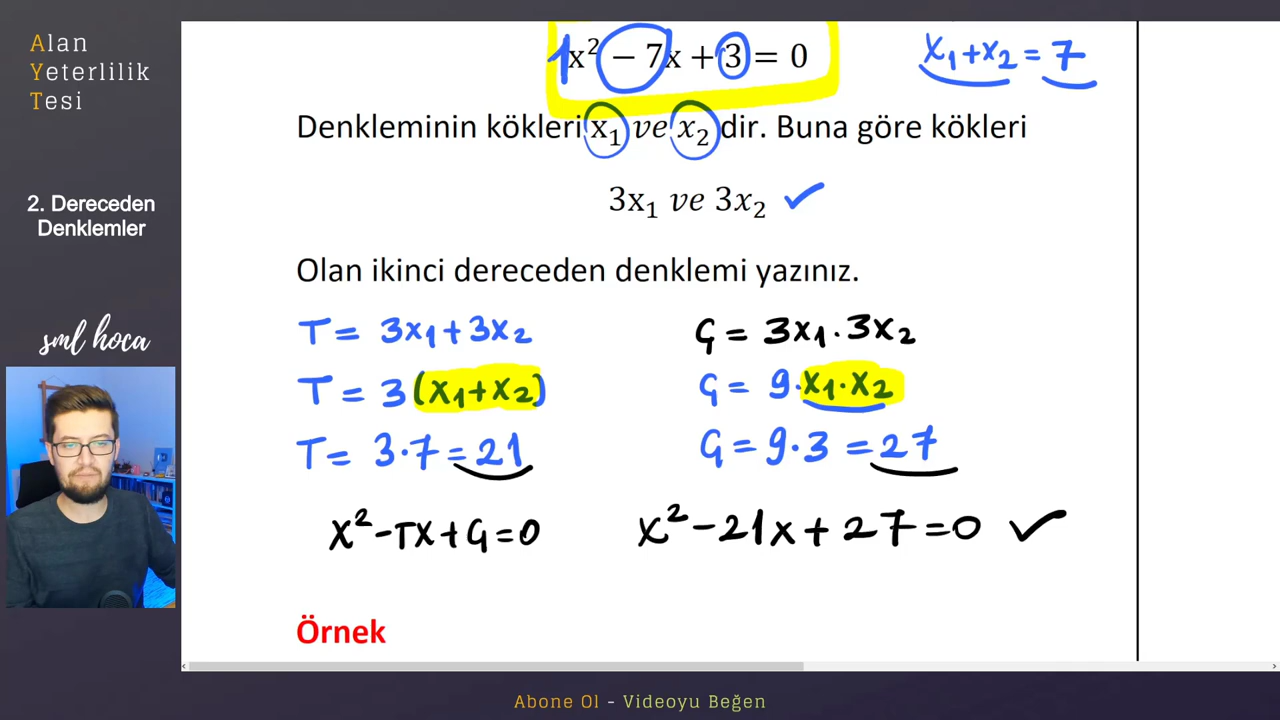 Alan
Yeterlilik
Tesi
2. Dereceden
Denklemler
sml hoca
1x² − 7x + 3 = 0
x₁+x₂ = 7
Denkleminin kökleri x₁ ve x₂ dir. Buna göre kökleri
3x₁ ve 3x₂ ✓
Olan ikinci dereceden denklemi yazınız.
T = 3x₁+3x₂
T = 3(x₁+x₂)
T = 3·7 = 21
G = 3x₁·3x₂
G = 9·x₁·x₂
G = 9·3 = 27
x²-Tx+G=0
x²-21x+27=0 ✓
Örnek
Abone Ol - Videoyu Beğen